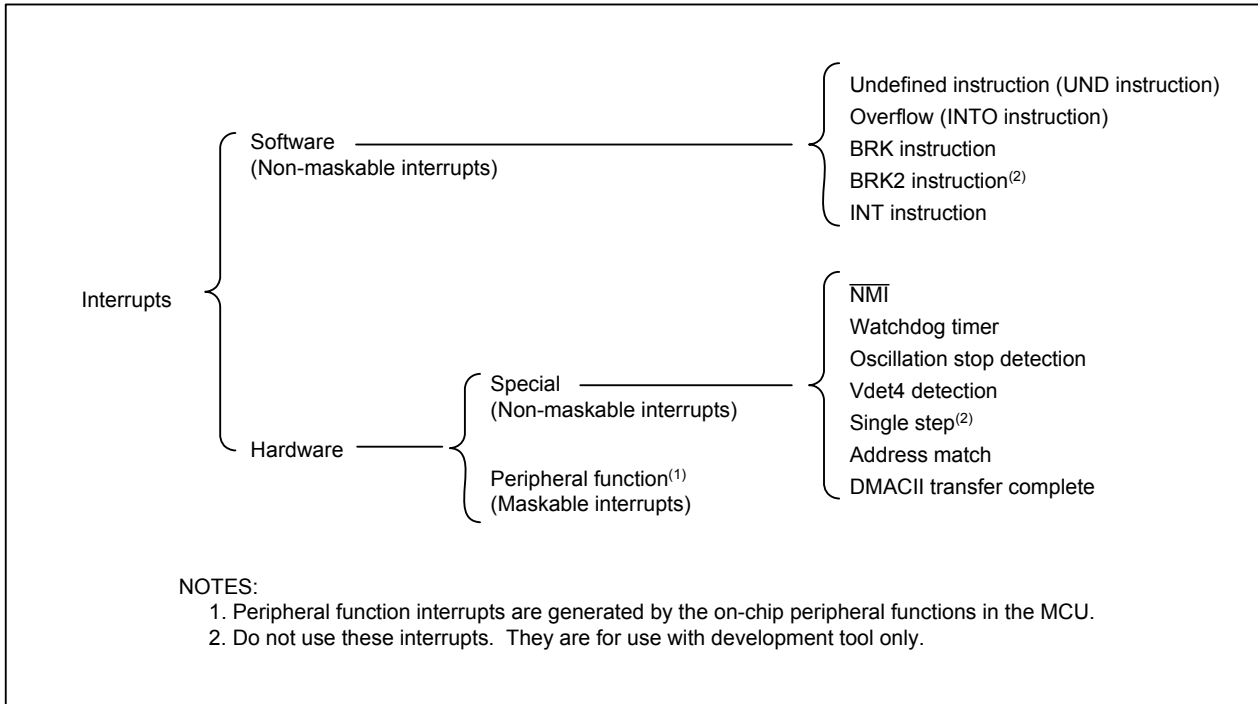 Interrupts
Software
(Non-maskable interrupts)
Undefined instruction (UND instruction)
Overflow (INTO instruction)
BRK instruction
BRK2 instruction(2)
INT instruction
Hardware
Special
(Non-maskable interrupts)
NMI
Watchdog timer
Oscillation stop detection
Vdet4 detection
Single step(2)
Address match
DMACII transfer complete
Peripheral function(1)
(Maskable interrupts)
NOTES:
1. Peripheral function interrupts are generated by the on-chip peripheral functions in the MCU.
2. Do not use these interrupts. They are for use with development tool only.